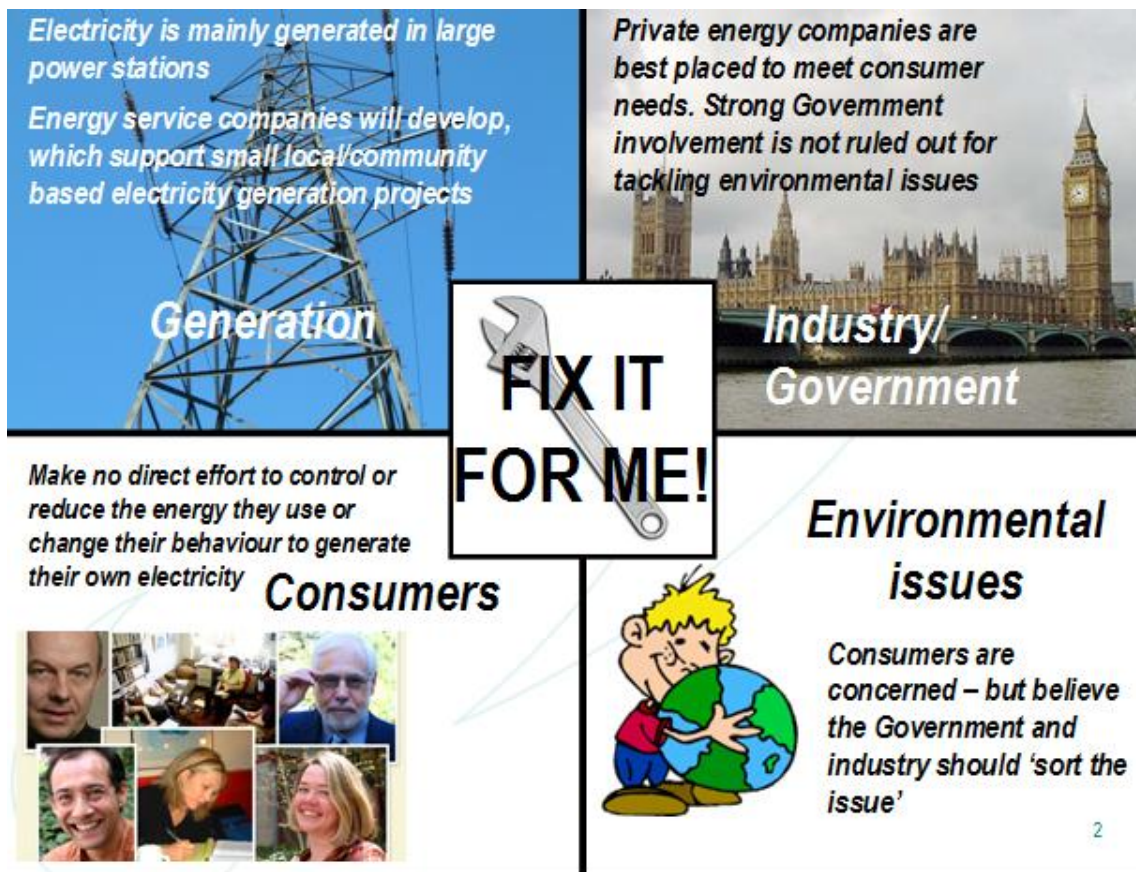 Electricity is mainly generated in large
power stations
Energy service companies will develop,
which support small local/community
based electricity generation projects
Generation
Private energy companies are
best placed to meet consumer
needs. Strong Government
involvement is not ruled out for
tackling environmental issues
Industry/
Government
FIX IT
FOR ME!
Make no direct effort to control or
reduce the energy they use or
change their behaviour to generate
their own electricity
Consumers
Environmental
issues
Consumers are
concerned – but believe
the Government and
industry should ‘sort the
issue’
2